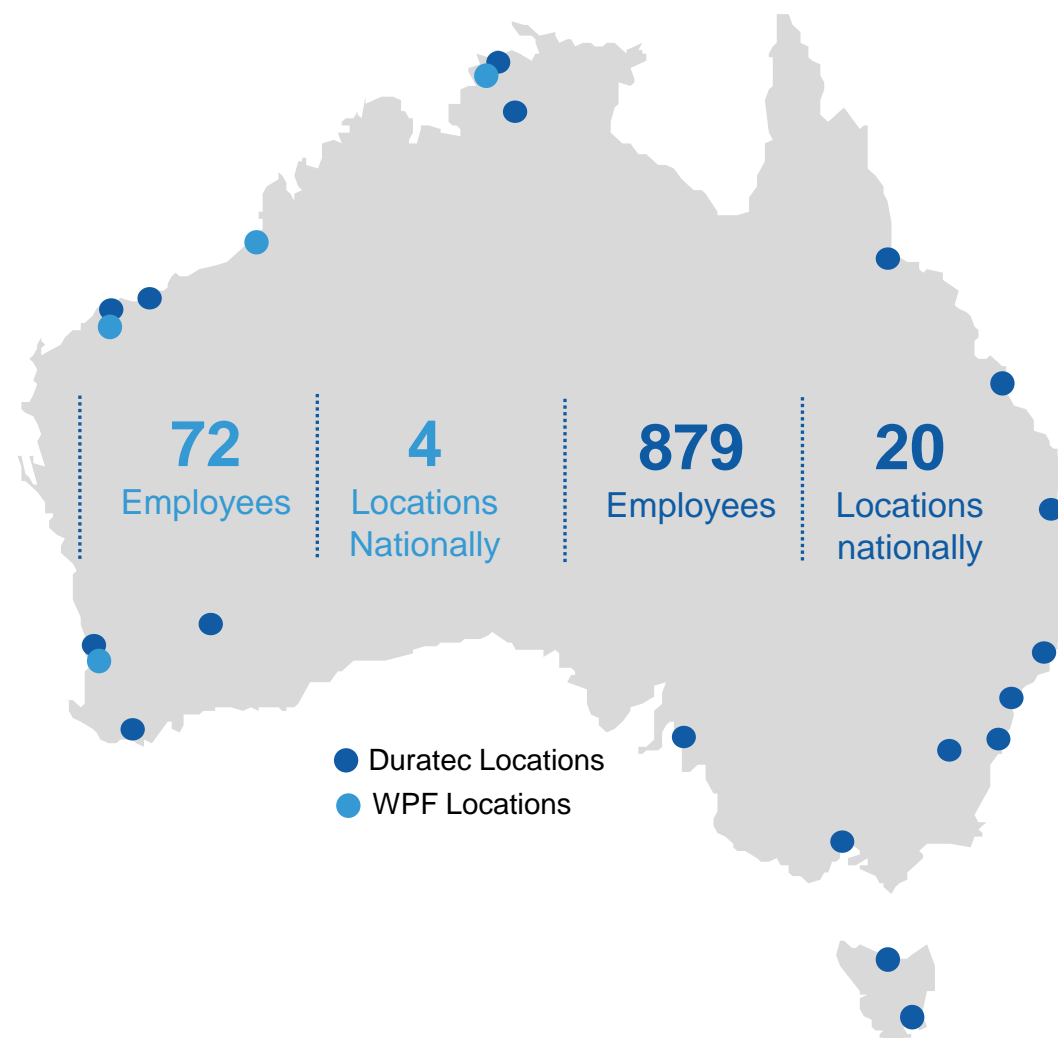 72
Employees
4
Locations
Nationally
879
Employees
20
Locations
nationally
Duratec Locations
WPF Locations